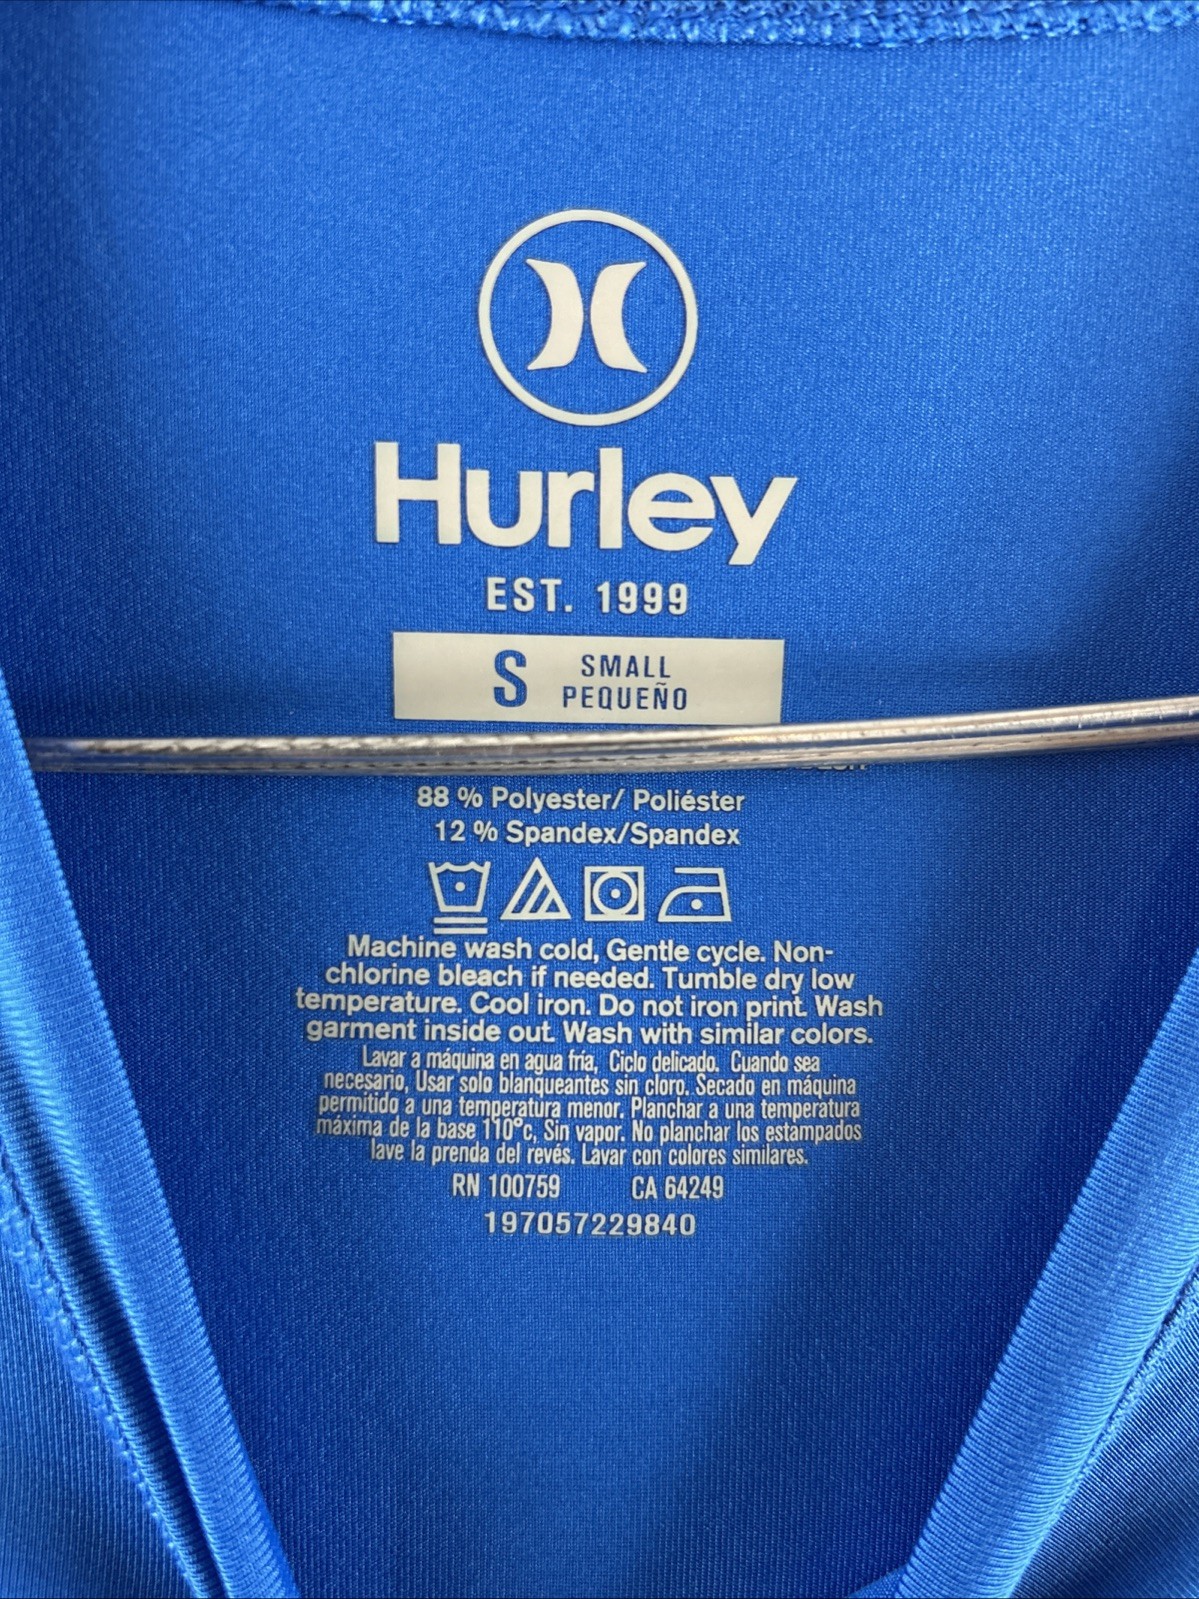 Hurley
EST. 1999
S SMALL
PEQUEÑO
88 % Polyester/ Poliéster
12 % Spandex/Spandex
Machine wash cold, Gentle cycle. Non-
chlorine bleach if needed. Tumble dry low
temperature. Cool iron. Do not iron print. Wash
garment inside out. Wash with similar colors.
Lavar a máquina en agua fría, Ciclo delicado. Cuando sea
necesario, Usar solo blanqueantes sin cloro. Secado en máquina
permitido a una temperatura menor. Planchar a una temperatura
máxima de la base 110°c, Sin vapor. No planchar los estampados
lave la prenda del revés. Lavar con colores similares.
RN 100759 CA 64249
197057229840